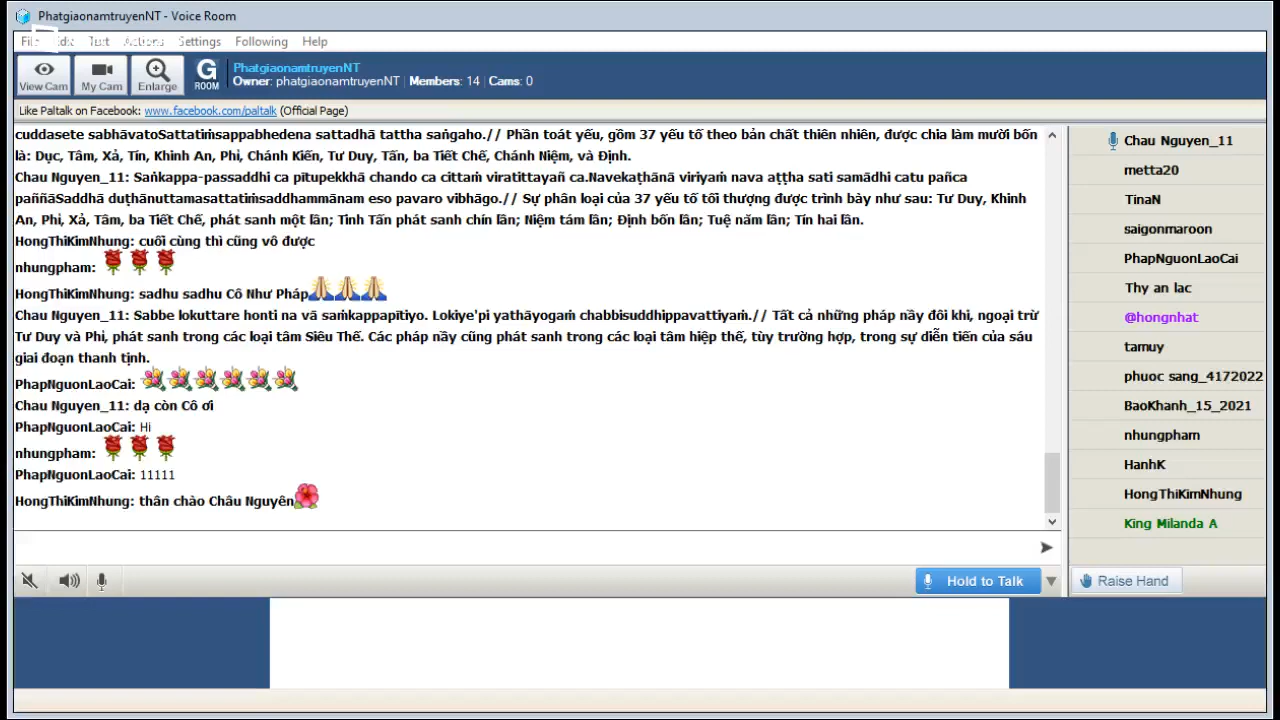 PhatgiaonamtruyenNT - Voice Room
Text Actions Settings Following Help
View Cam My Cam Enlarge G ROOM
PhatgiaonamtruyenNT
Owner: phatgiaonamtruyenNT | Members: 14 | Cams: 0
Like Paltalk on Facebook: www.facebook.com/paltalk (Official Page)
cuddasete sabhāvatoSattatiṁsappabhedena sattadhā tattha saṅgaho.// Phần toát yếu, gồm 37 yếu tố theo bản chất thiên nhiên, được chia làm mười bốn
là: Dục, Tâm, Xả, Tín, Khinh An, Phỉ, Chánh Kiến, Tư Duy, Tấn, ba Tiết Chế, Chánh Niệm, và Định.
Chau Nguyen_11: Saṅkappa-passaddhi ca pītupekkhā chando ca cittaṁ viratittayañ ca.Navekaṭhānā viriyaṁ nava aṭṭha sati samādhi catu pañca
paññāSaddhā duṭhānuttamasattatiṁsaddhammānam eso pavaro vibhāgo.// Sự phân loại của 37 yếu tố tối thượng được trình bày như sau: Tư Duy, Khinh
An, Phỉ, Xả, Tâm, ba Tiết Chế, phát sanh một lần; Tinh Tấn phát sanh chín lần; Niệm tám lần; Định bốn lần; Tuệ năm lần; Tín hai lần.
HongThiKimNhung: cuối cùng thì cũng vô được
nhungpham:
HongThiKimNhung: sadhu sadhu Cô Như Pháp
Chau Nguyen_11: Sabbe lokuttare honti na vā saṁkappapītiyo. Lokiye'pi yathāyogaṁ chabbisuddhippavattiyaṁ.// Tất cả những pháp nầy đôi khi, ngoại trừ
Tư Duy và Phỉ, phát sanh trong các loại tâm Siêu Thế. Các pháp nầy cũng phát sanh trong các loại tâm hiệp thế, tùy trường hợp, trong sự diễn tiến của sáu
giai đoạn thanh tịnh.
PhapNguonLaoCai:
Chau Nguyen_11: dạ còn Cô ơi
PhapNguonLaoCai: Hi
nhungpham:
PhapNguonLaoCai: 11111
HongThiKimNhung: thân chào Châu Nguyên
Chau Nguyen_11
metta20
TinaN
saigonmaroon
PhapNguonLaoCai
Thy an lac
@hongnhat
tamuy
phuoc sang_4172022
BaoKhanh_15_2021
nhungpham
HanhK
HongThiKimNhung
King Milanda A
Hold to Talk
Raise Hand